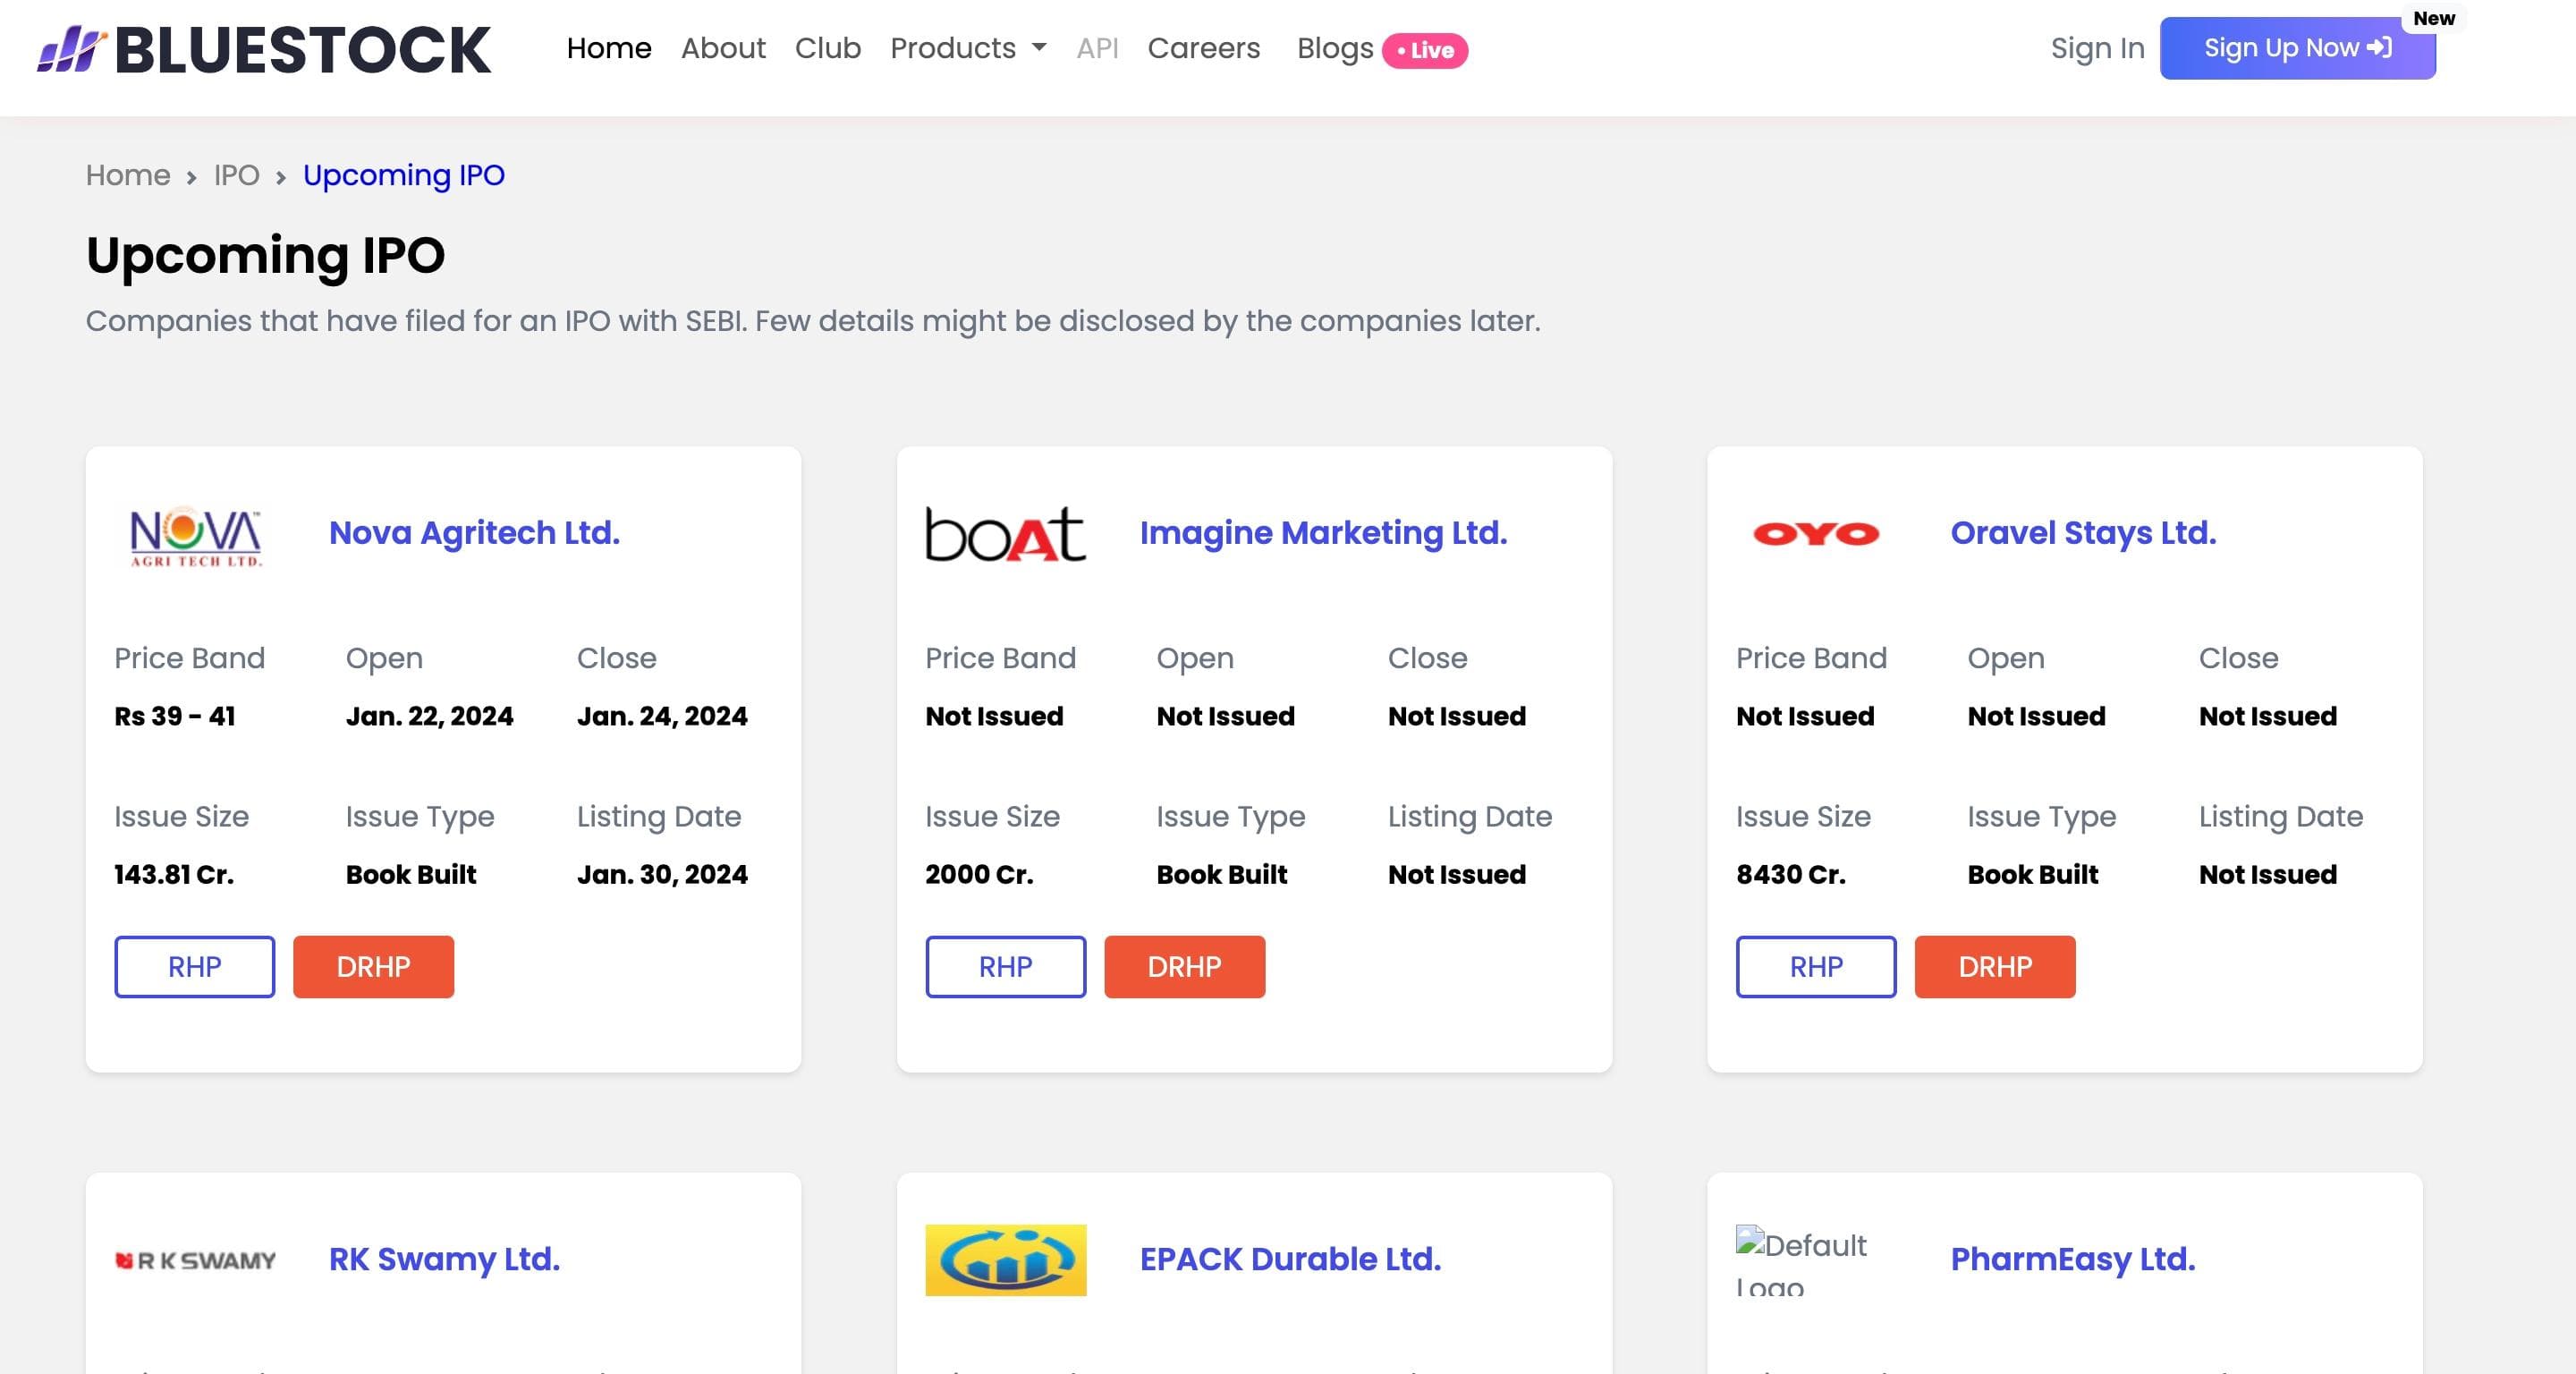 BLUESTOCK Home About Club Products API Careers Blogs • Live Sign In Sign Up Now New
Home › IPO › Upcoming IPO
Upcoming IPO
Companies that have filed for an IPO with SEBI. Few details might be disclosed by the companies later.
NOVA™
AGRI TECH LTD.
Nova Agritech Ltd.
Price Band Open Close
Rs 39 - 41 Jan. 22, 2024 Jan. 24, 2024
Issue Size Issue Type Listing Date
143.81 Cr. Book Built Jan. 30, 2024
RHP DRHP
boAt Imagine Marketing Ltd.
Price Band Open Close
Not Issued Not Issued Not Issued
Issue Size Issue Type Listing Date
2000 Cr. Book Built Not Issued
RHP DRHP
OYO Oravel Stays Ltd.
Price Band Open Close
Not Issued Not Issued Not Issued
Issue Size Issue Type Listing Date
8430 Cr. Book Built Not Issued
RHP DRHP
R K SWAMY RK Swamy Ltd.
EPACK Durable Ltd.
Default
Logo
PharmEasy Ltd.